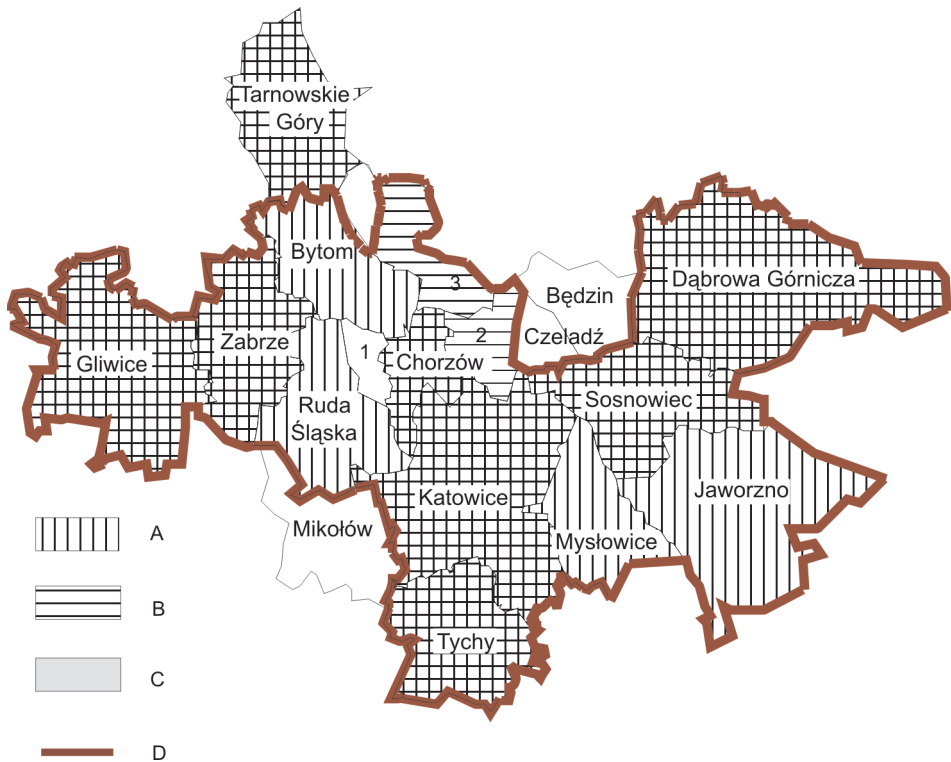 Tarnowskie
Góry
Bytom
3
Będzin
Dąbrowa Górnicza
Czeladź
2
Zabrze
1
Chorzów
Gliwice
Sosnowiec
Ruda
Śląska
Katowice
Jaworzno
Mikołów
Mysłowice
A
B
Tychy
C
D